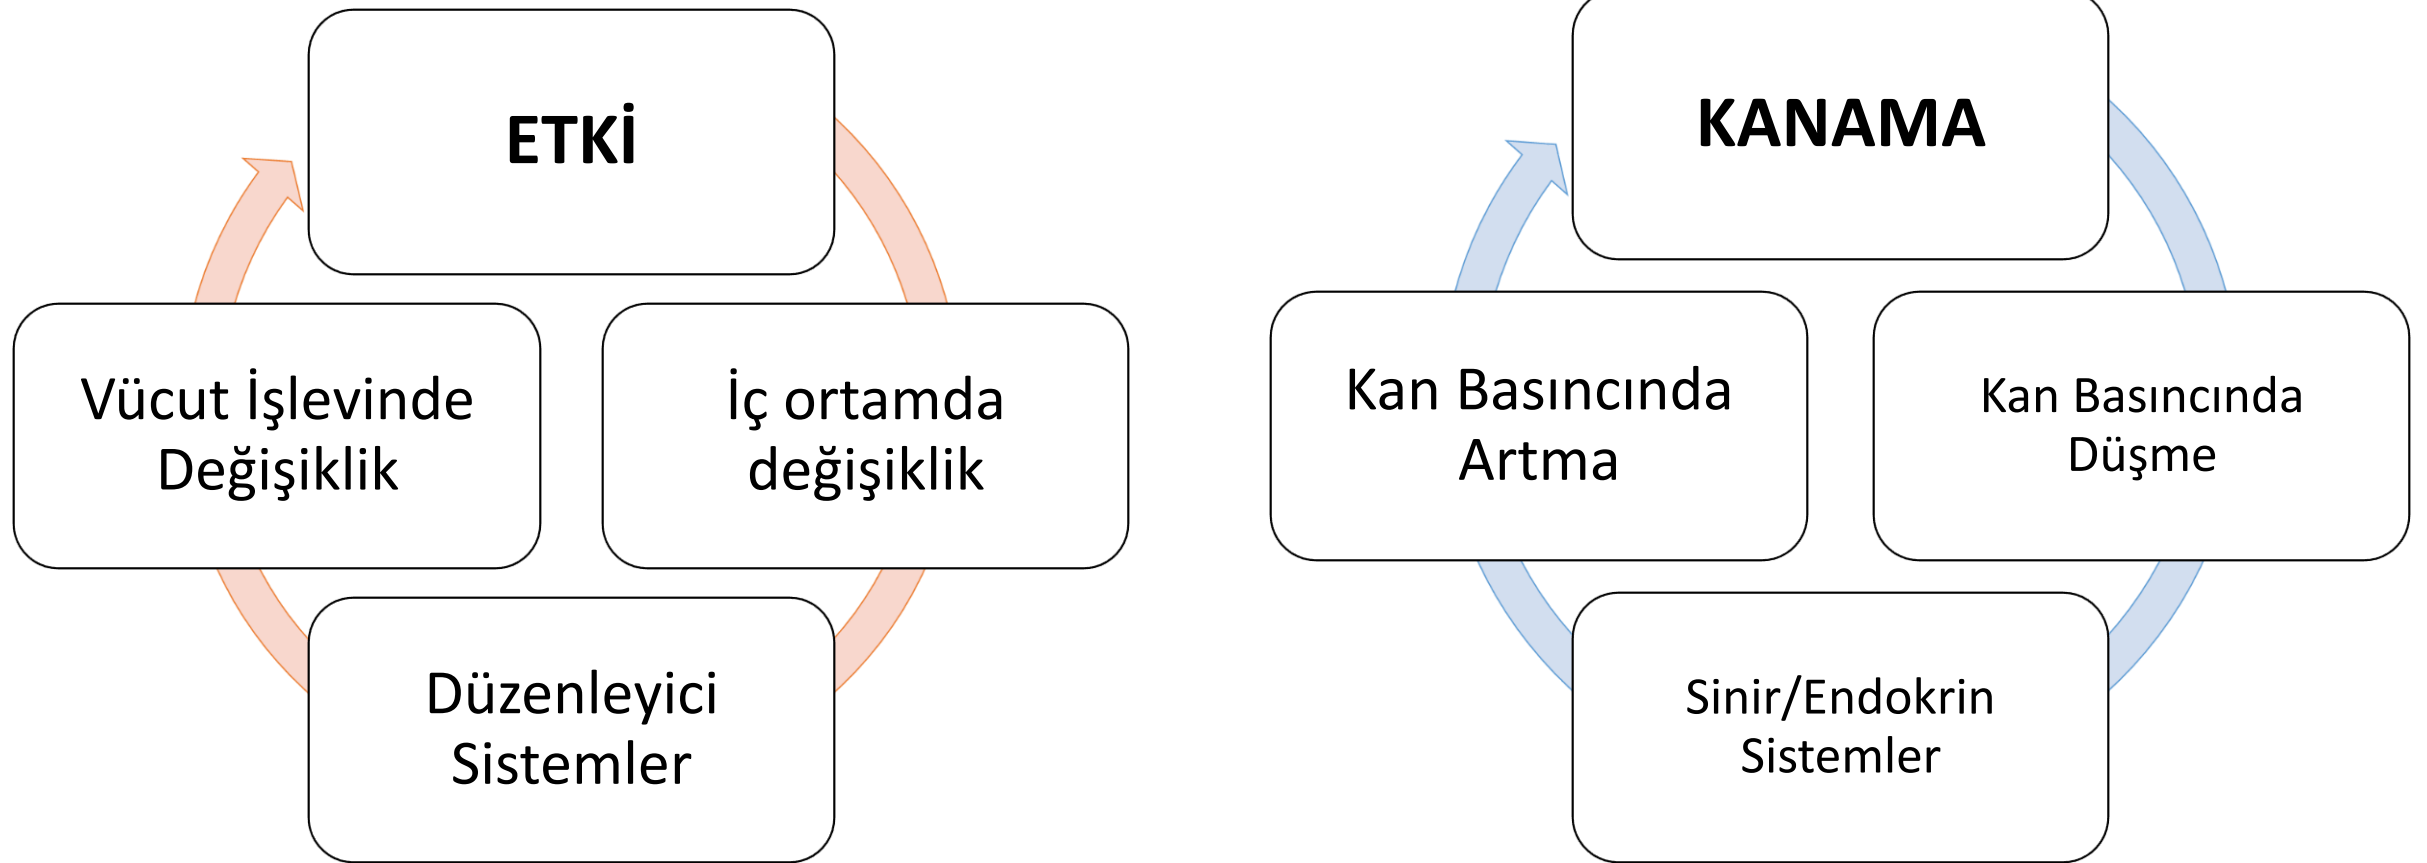 ETKİ
Vücut İşlevinde
Değişiklik
İç ortamda
değişiklik
Düzenleyici
Sistemler
KANAMA
Kan Basıncında
Artma
Kan Basıncında
Düşme
Sinir/Endokrin
Sistemler